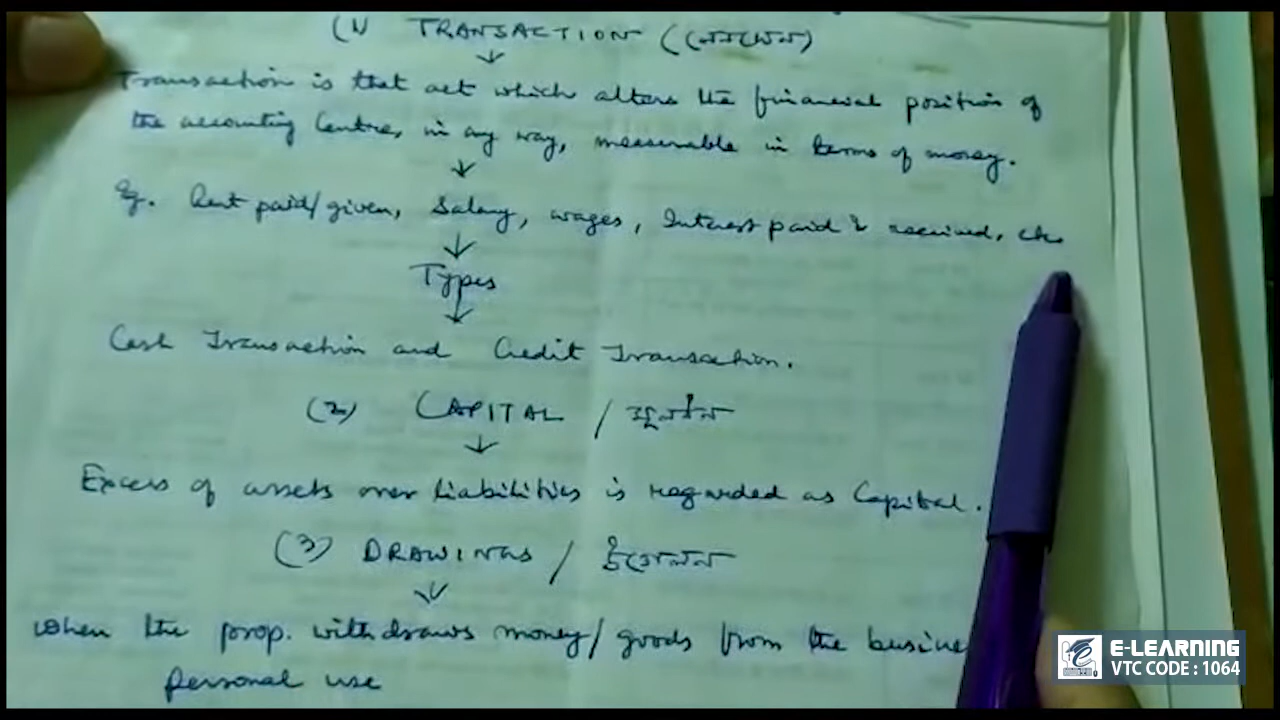 (1) TRANSACTION (লেনদেন)
Transaction is that act which alters the financial position of
the accounting Centre, in any way, measurable in terms of money.
Eg. Rent paid/given, Salary, wages, Interest paid & received, etc.
Types
Cash Transaction and Credit Transaction.
(2) CAPITAL / মূলধন
Excess of assets over liabilities is regarded as Capital.
(3) DRAWINGS / উত্তোলন
When the prop. withdraws money/goods from the busine
personal use
E-LEARNING
VTC CODE : 1064